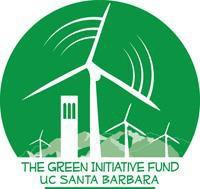 THE GREEN INITIATIVE FUND
UC SANTA BARBARA